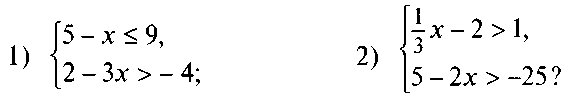 1) { 5 – x ≤ 9,
2 – 3x > – 4;
2) { 1/3 x – 2 > 1,
5 – 2x > –25?